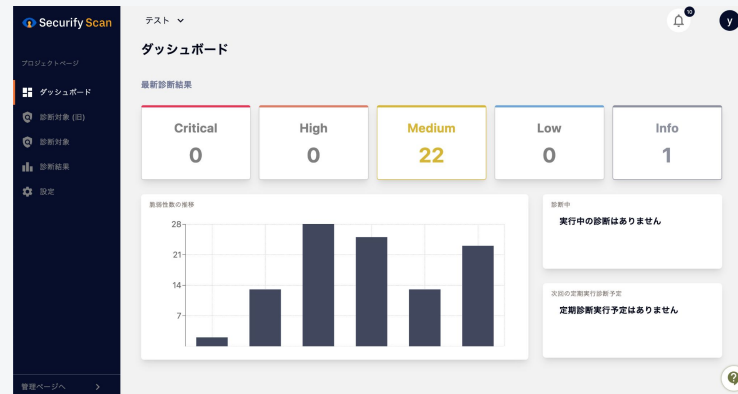 Securify Scan
プロジェクトページ
ダッシュボード
診断対象 (旧)
診断対象
診断結果
設定
管理ページへ
テスト
10
y
ダッシュボード
最新診断結果
Critical
0
High
0
Medium
22
Low
0
Info
1
脆弱性数の推移
28
21
14
7
診断中
実行中の診断はありません
次回の定期実行診断予定
定期診断実行予定はありません
?